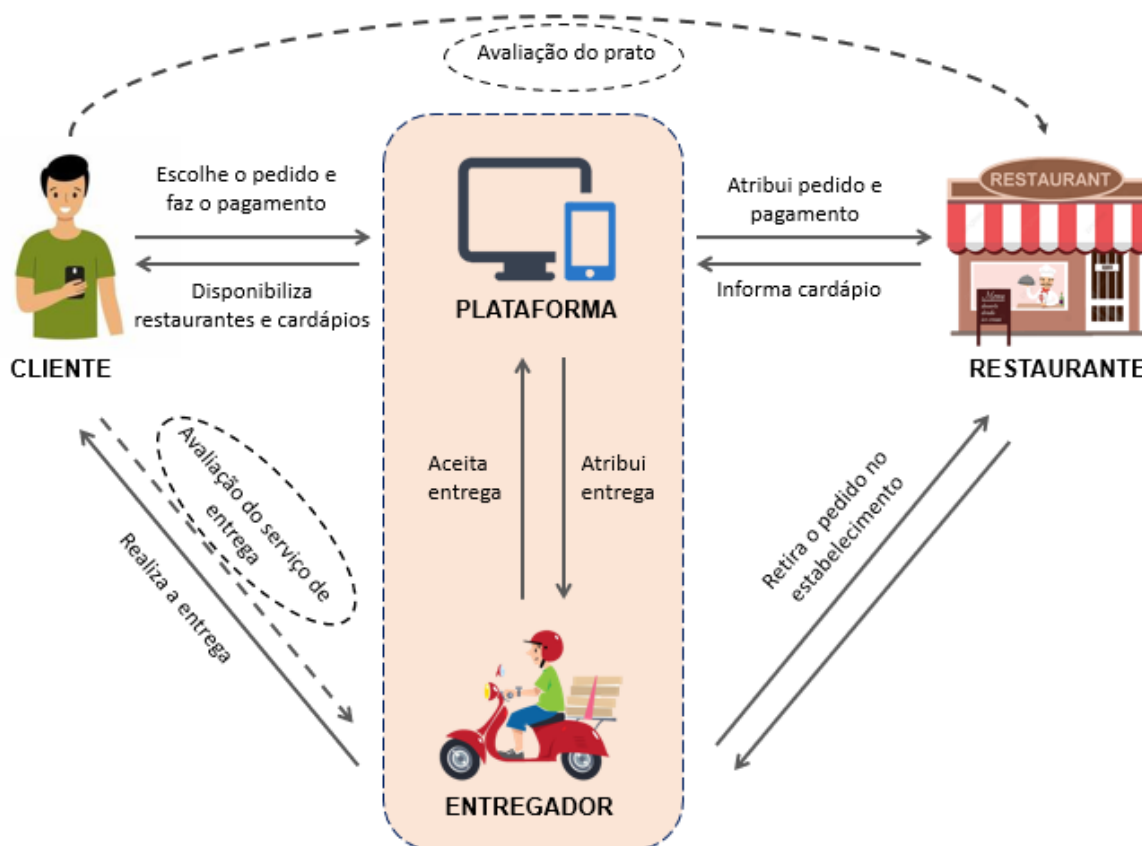 Avaliação do prato
Escolhe o pedido e
faz o pagamento
Disponibiliza
restaurantes e cardápios
CLIENTE
PLATAFORMA
Atribui pedido e
pagamento
Informa cardápio
RESTAURANT
Menu
RESTAURANTE
Avaliação do serviço de
entrega
Realiza a entrega
Aceita
entrega
Atribui
entrega
Retira o pedido no
estabelecimento
ENTREGADOR